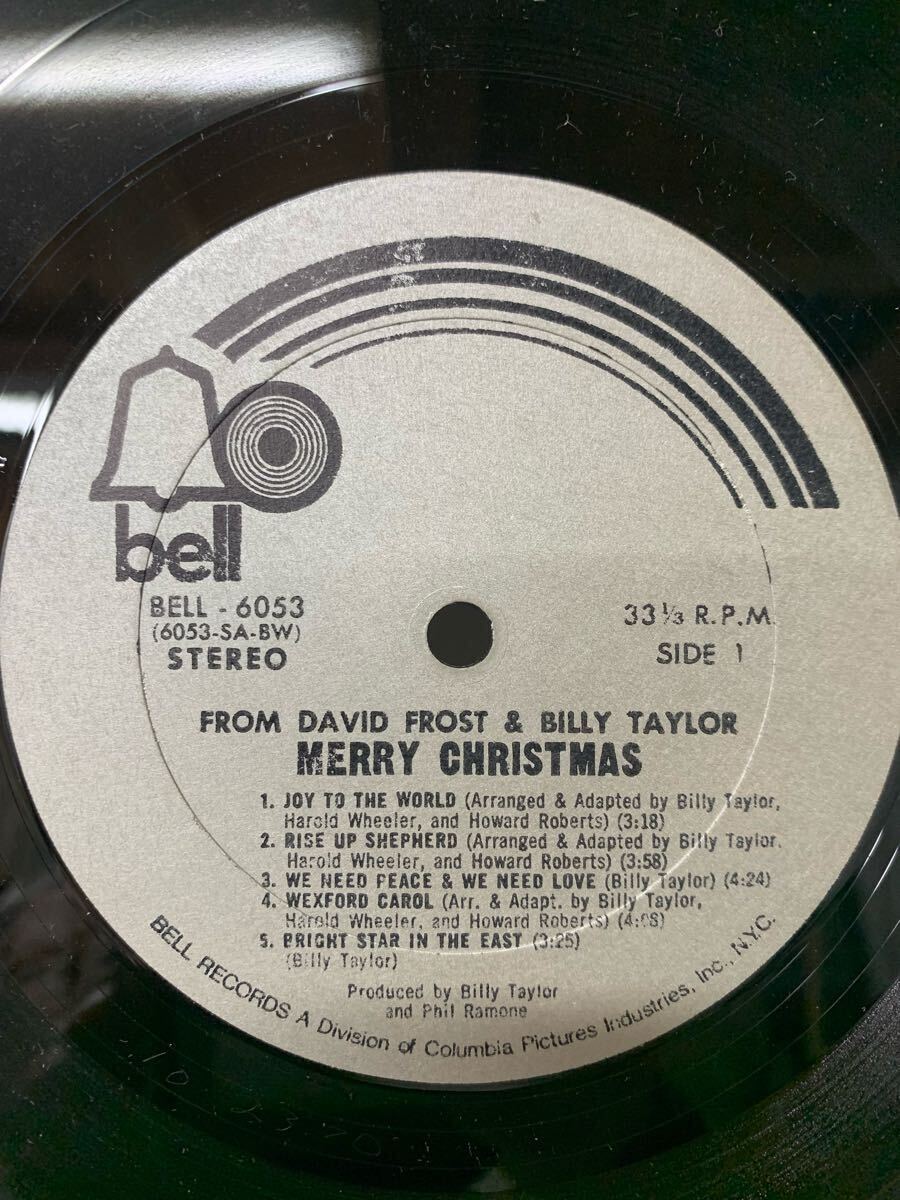 bell
BELL - 6053
(6053-SA-BW)
STEREO
33 1/3 R.P.M.
SIDE 1
FROM DAVID FROST & BILLY TAYLOR
MERRY CHRISTMAS
1. JOY TO THE WORLD (Arranged & Adapted by Billy Taylor,
Harold Wheeler, and Howard Roberts) (3:18)
2. RISE UP SHEPHERD (Arranged & Adapted by Billy Taylor,
Harold Wheeler, and Howard Roberts) (3:58)
3. WE NEED PEACE & WE NEED LOVE (Billy Taylor) (4:24)
4. WEXFORD CAROL (Arr. & Adapt. by Billy Taylor,
Harold Wheeler, and Howard Roberts)
5. BRIGHT STAR IN THE EAST (3:25)
(Billy Taylor)
Produced by Billy Taylor
and Phil Ramone
BELL RECORDS A Division of Columbia Pictures Industries, Inc., N.Y.C.